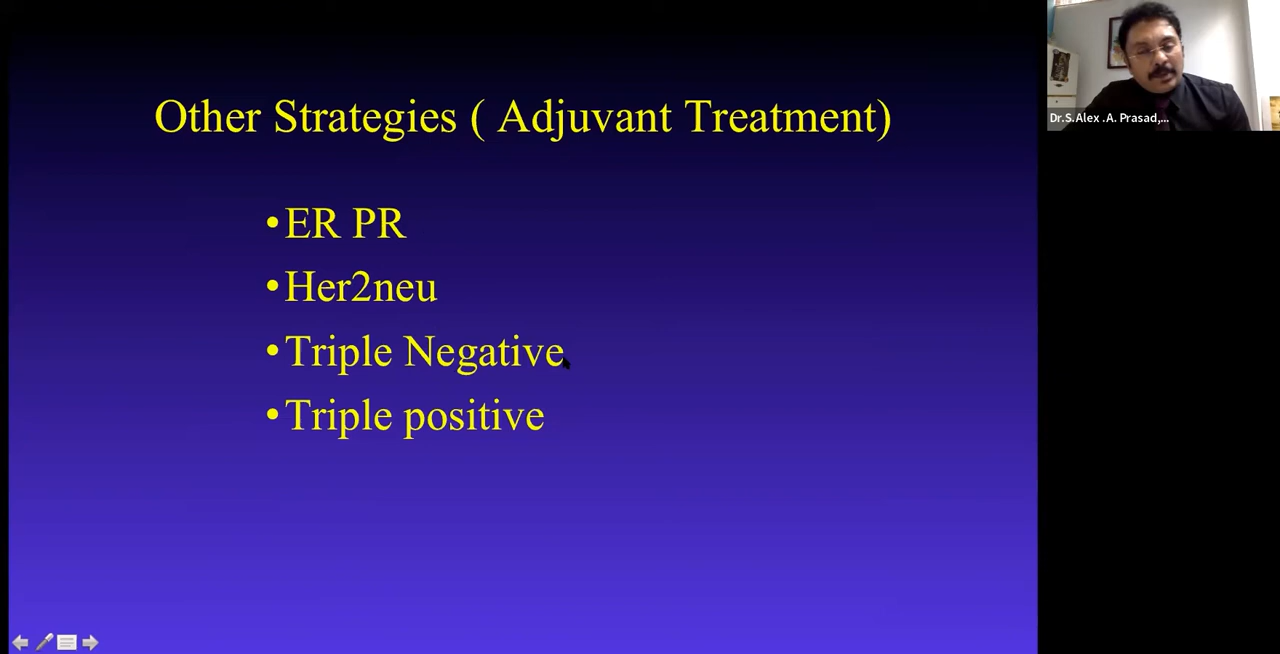 Other Strategies ( Adjuvant Treatment)
•ER PR
•Her2neu
•Triple Negative
•Triple positive
Dr.S.Alex .A. Prasad,...